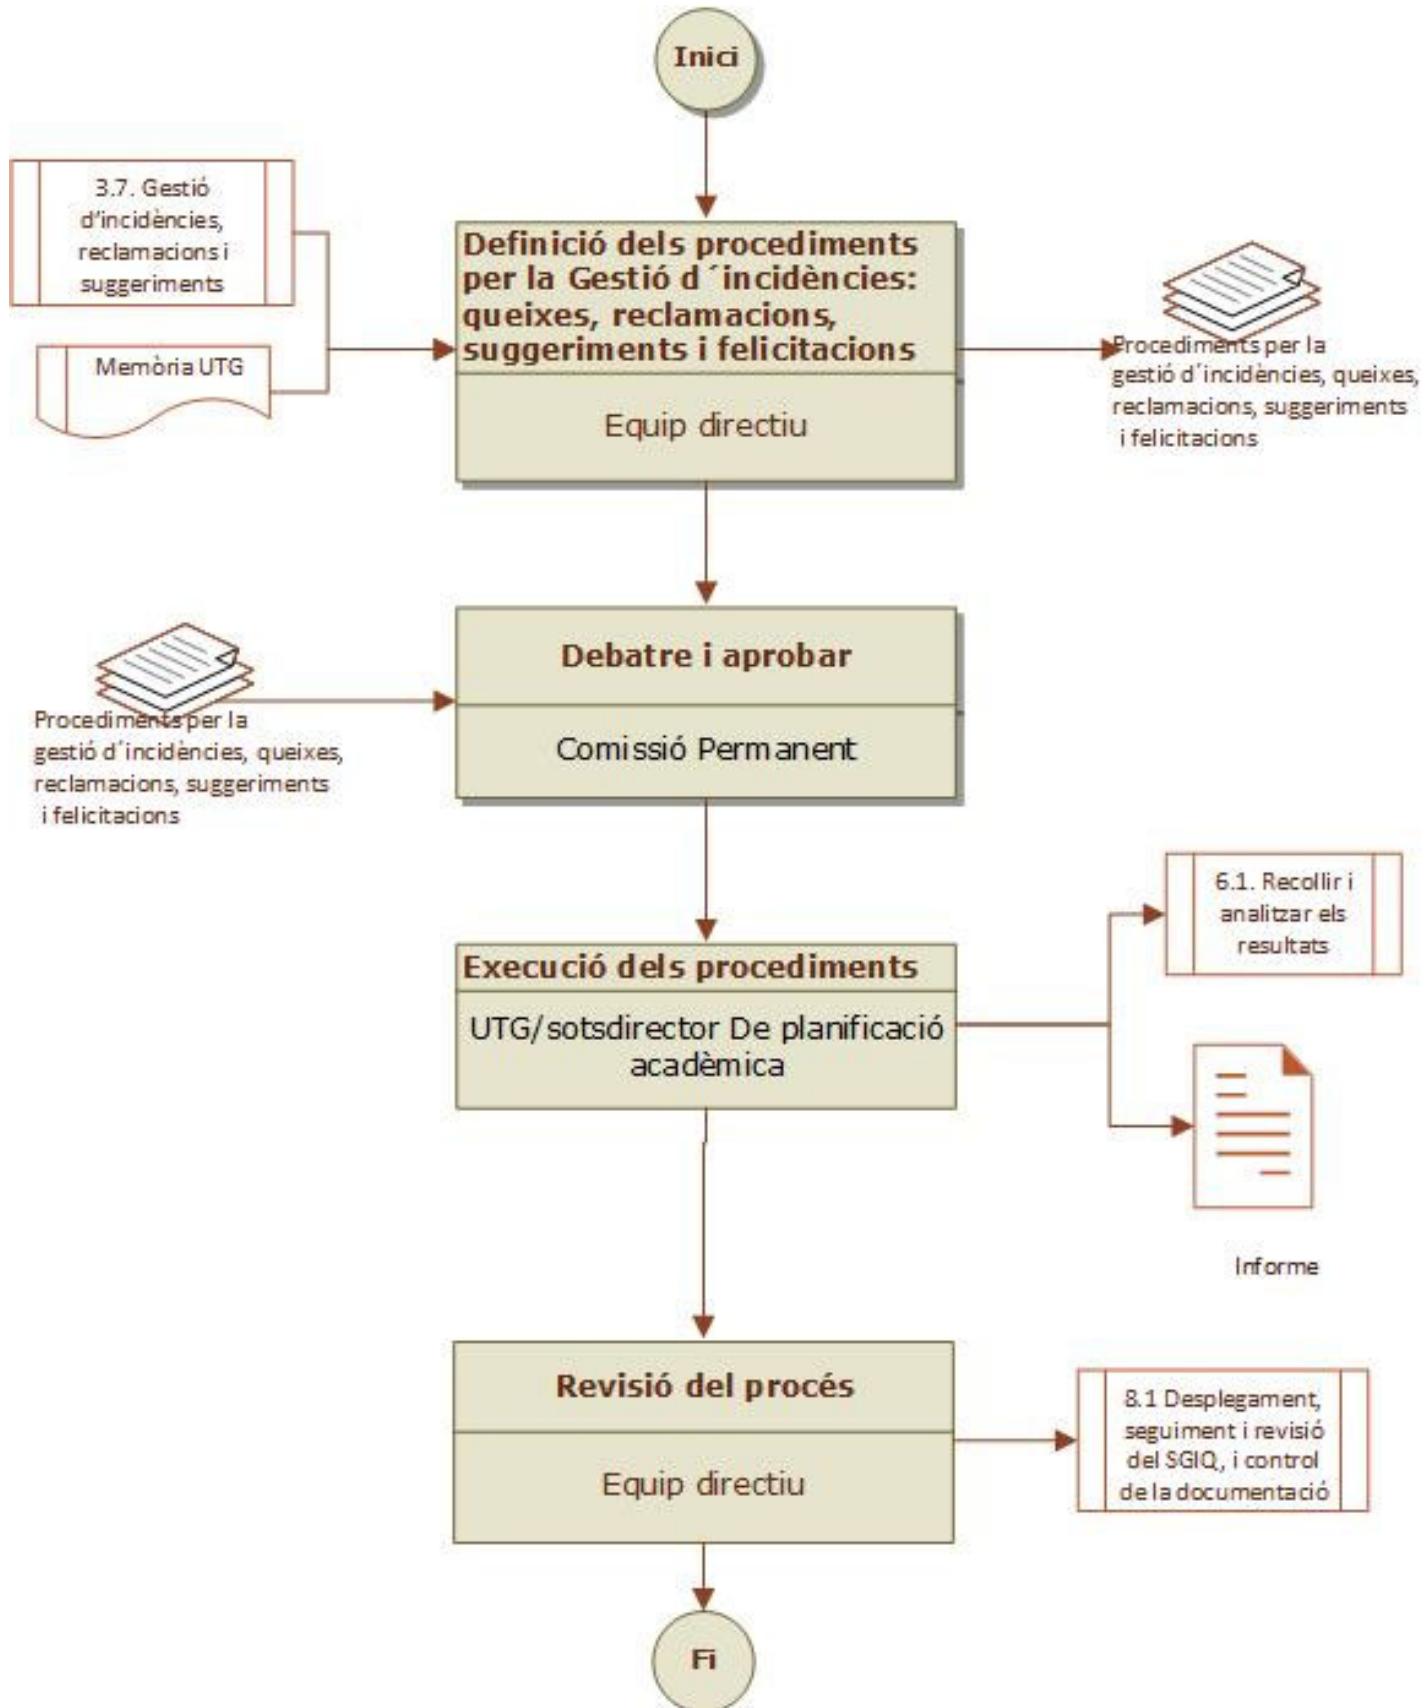 Inici
3.7. Gestió
d'incidències,
reclamacions i
suggeriments
Memòria UTG
Definició dels procediments
per la Gestió d´incidències:
queixes, reclamacions,
suggeriments i felicitacions
Equip directiu
Procediments per la
gestió d´incidències, queixes,
reclamacions, suggeriments
i felicitacions
Debatre i aprobar
Comissió Permanent
Procediments per la
gestió d´incidències, queixes,
reclamacions, suggeriments
i felicitacions
Execució dels procediments
UTG/sotsdirector De planificació
acadèmica
6.1. Recollir i
analitzar els
resultats
Informe
Revisió del procés
Equip directiu
8.1 Desplegament,
seguiment i revisió
del SGIQ, i control
de la documentació
Fi